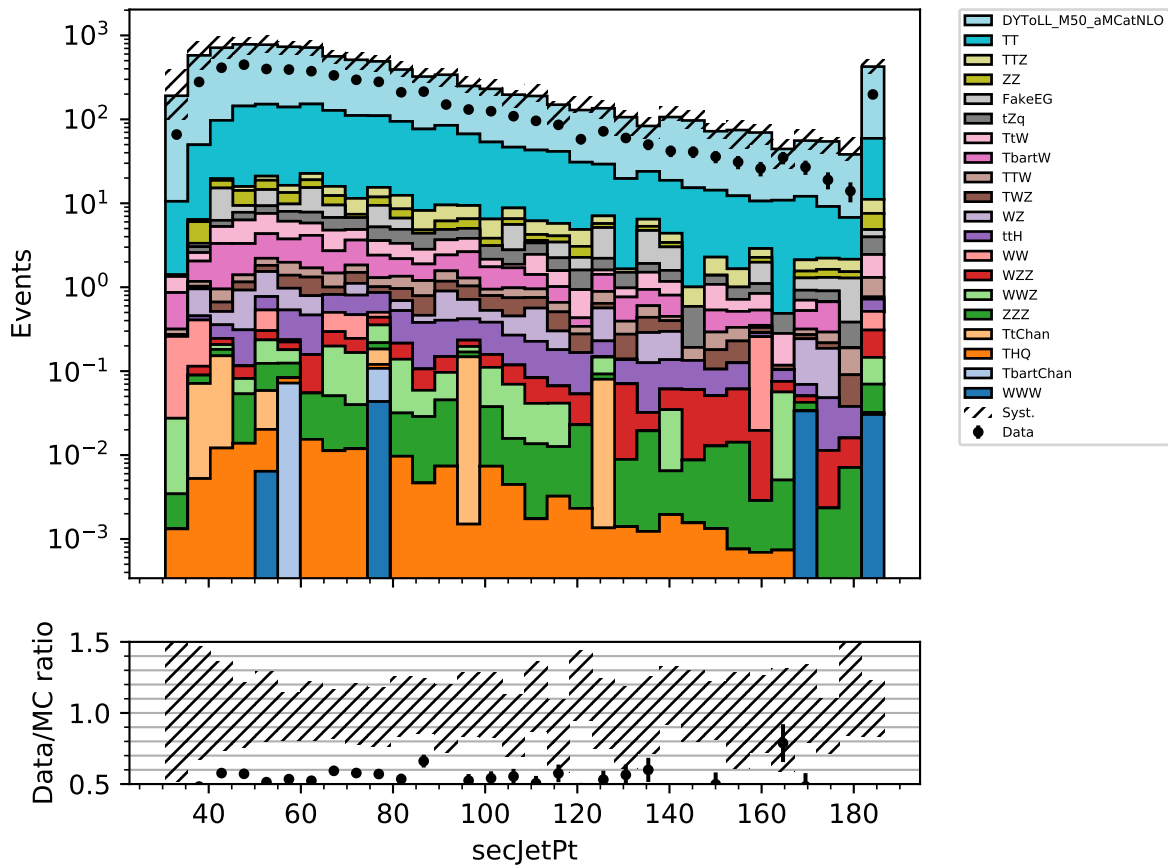 10³
10²
10¹
10⁰
10⁻¹
10⁻²
10⁻³
Events
DYToLL_M50_aMCatNLO
TT
TTZ
ZZ
FakeEG
tZq
TtW
TbartW
TTW
TWZ
WZ
ttH
WW
WZZ
WWZ
ZZZ
TtChan
THQ
TbartChan
WWW
Syst.
Data
1.5
1.0
0.5
Data/MC ratio
40 60 80 100 120 140 160 180
secJetPt